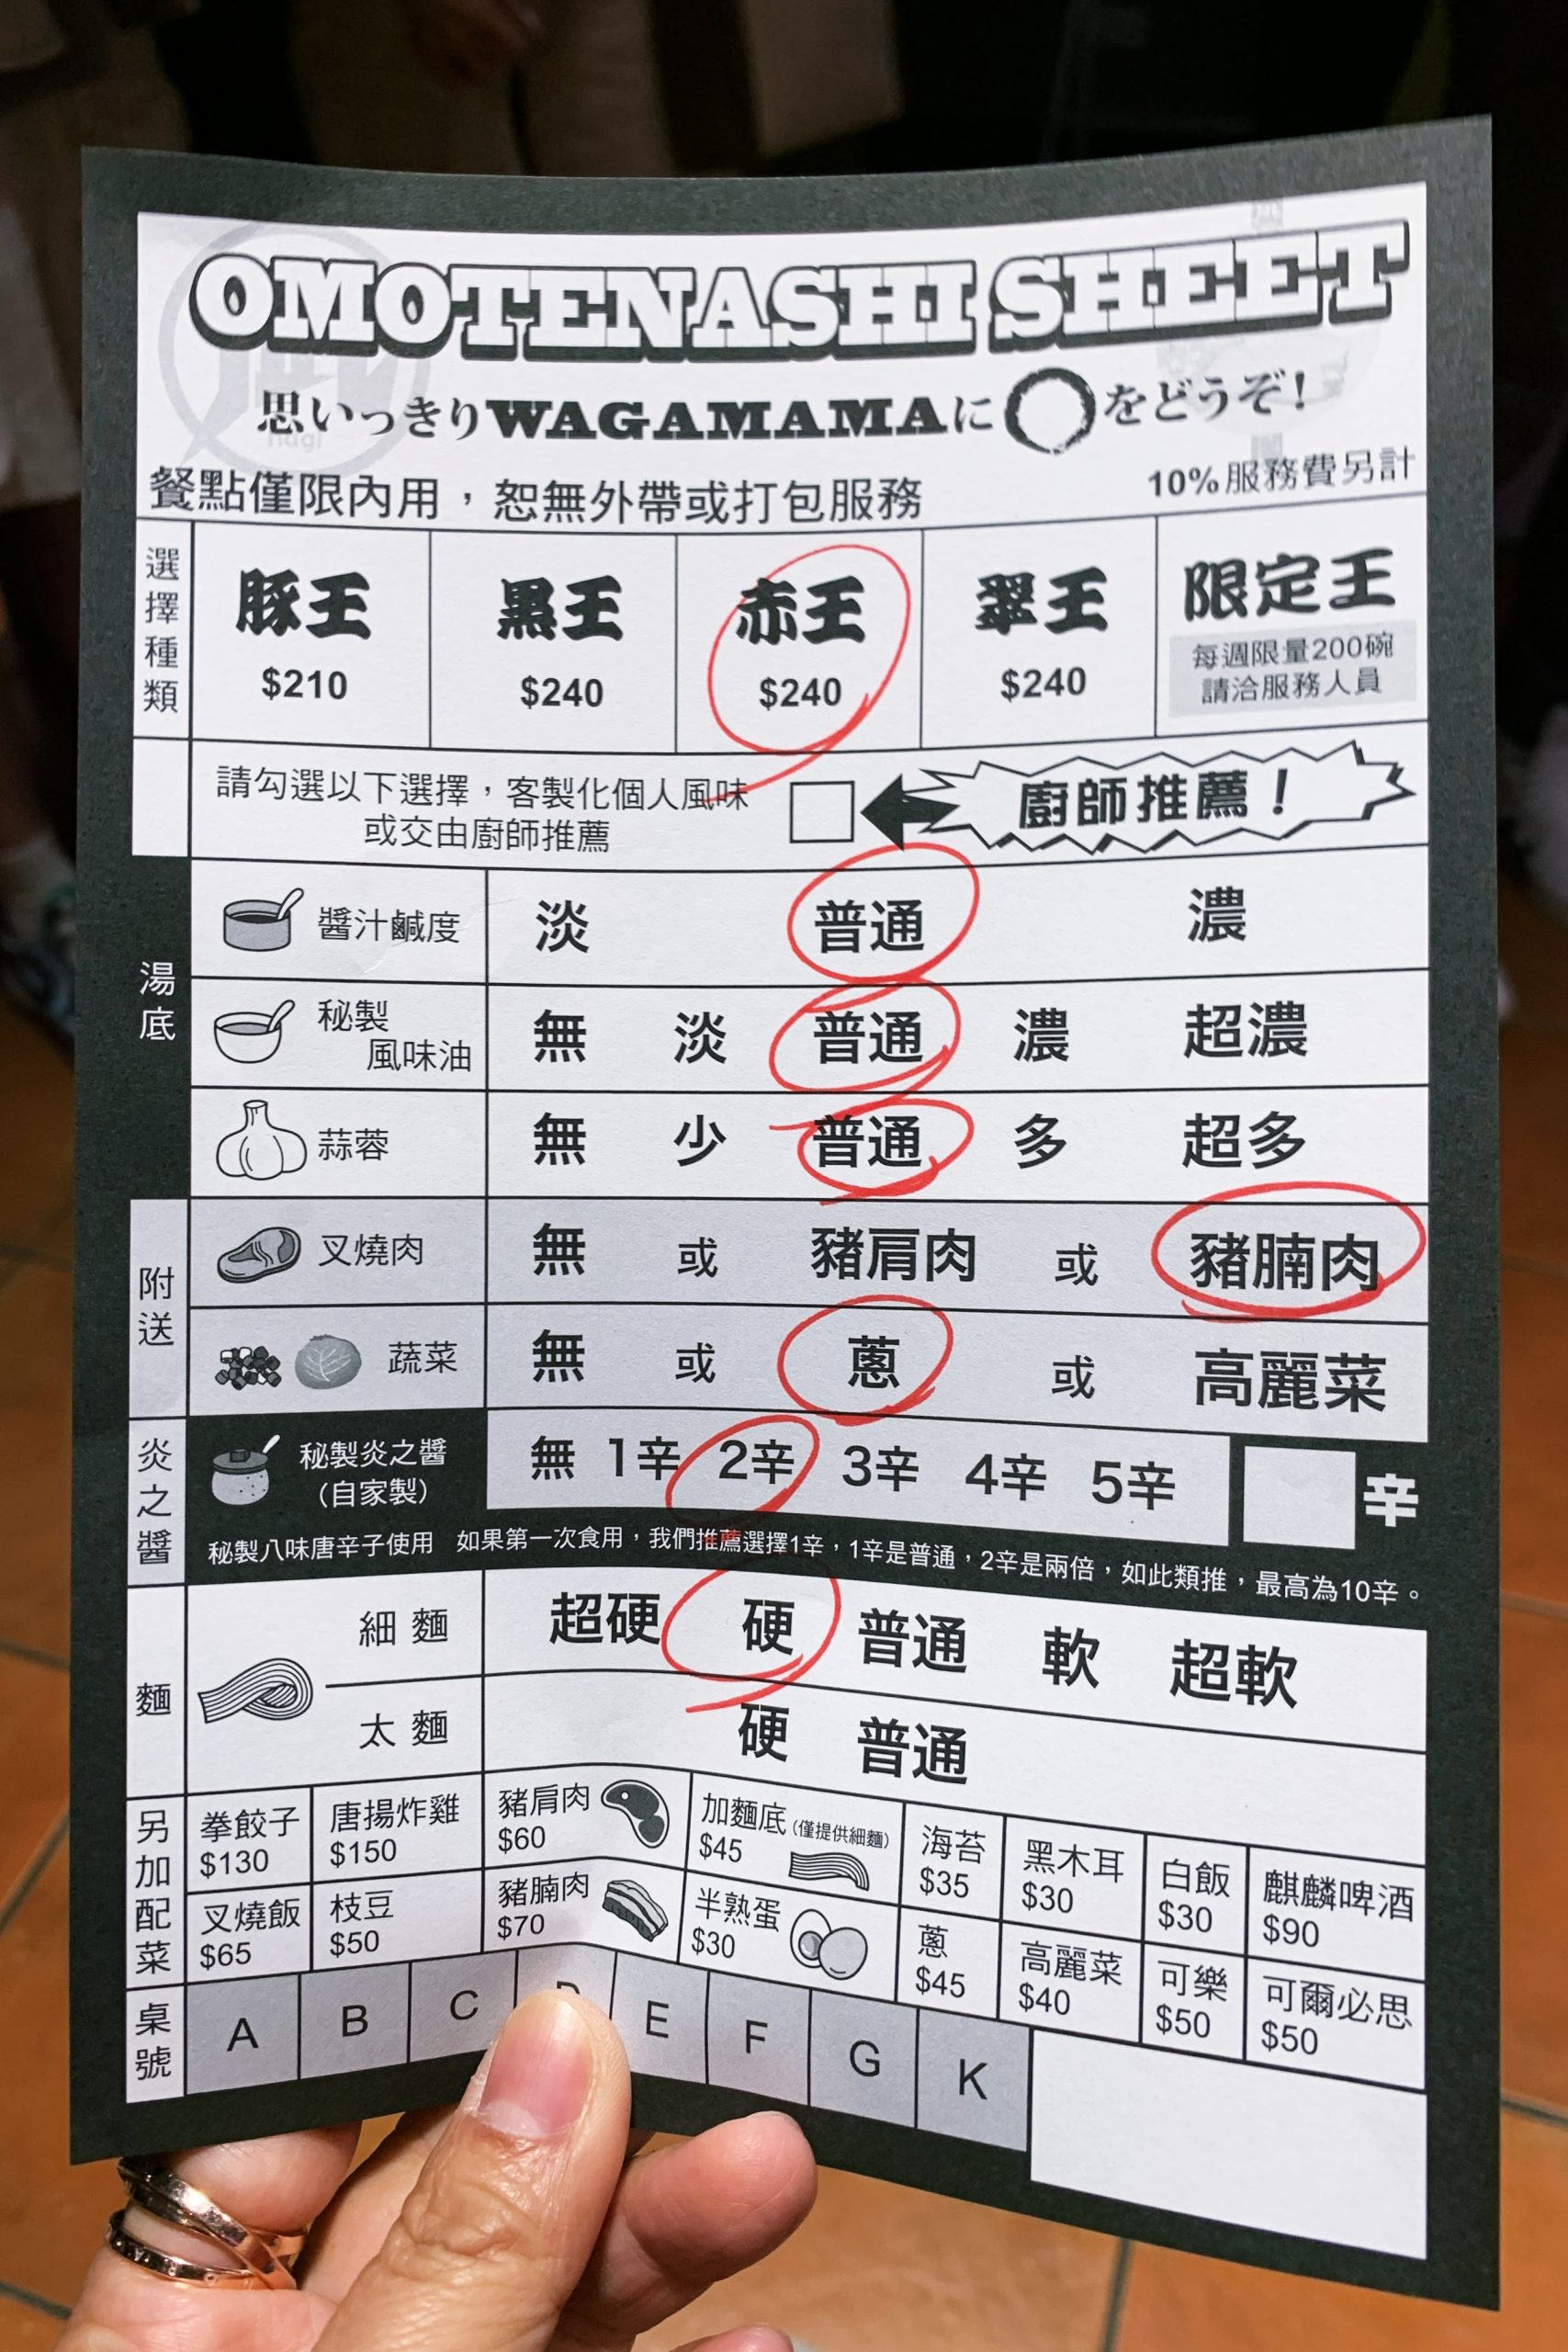 OMOTENASHI SHEET
思いっきりWAGAMAMAに◯をどうぞ!
餐點僅限內用，恕無外帶或打包服務
10%服務費另計
選擇種類
豚王 黒王 赤王 翠王 限定王
$210 $240 $240 $240
每週限量200碗
請洽服務人員
請勾選以下選擇，客製化個人風味
或交由廚師推薦
廚師推薦！
湯底
醬汁鹹度 淡 普通 濃
秘製風味油 無 淡 普通 濃 超濃
蒜蓉 無 少 普通 多 超多
附送
叉燒肉 無 或 豬肩肉 或 豬腩肉
蔬菜 無 或 蔥 或 高麗菜
炎之醬
秘製炎之醬
(自家製)
無 1辛 2辛 3辛 4辛 5辛 辛
秘製八味唐辛子使用 如果第一次食用，我們推薦選擇1辛，1辛是普通，2辛是兩倍，如此類推，最高為10辛。
麵
細麵 超硬 硬 普通 軟 超軟
太麵 硬 普通
另加配菜
拳餃子 $130
唐揚炸雞 $150
豬肩肉 $60
加麵底 (僅提供細麵) $45
海苔 $35
黑木耳 $30
白飯 $30
麒麟啤酒 $90
叉燒飯 $65
枝豆 $50
豬腩肉 $70
半熟蛋 $30
蔥 $45
高麗菜 $40
可樂 $50
可爾必思 $50
桌號
A B C D E F G K